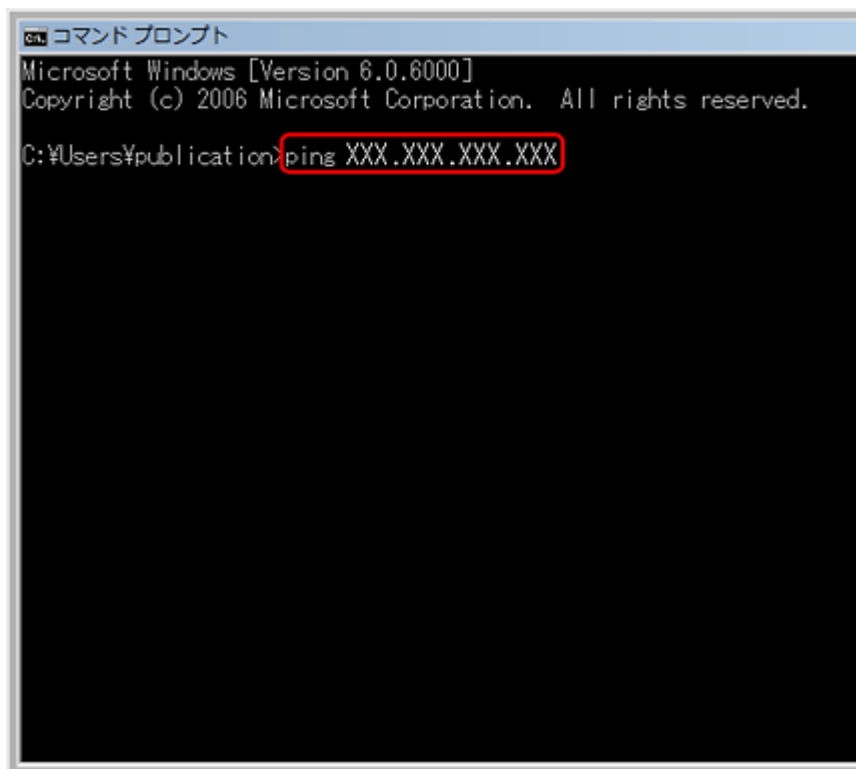 コマンド プロンプト
Microsoft Windows [Version 6.0.6000]
Copyright (c) 2006 Microsoft Corporation.  All rights reserved.
C:¥Users¥publication>ping XXX.XXX.XXX.XXX